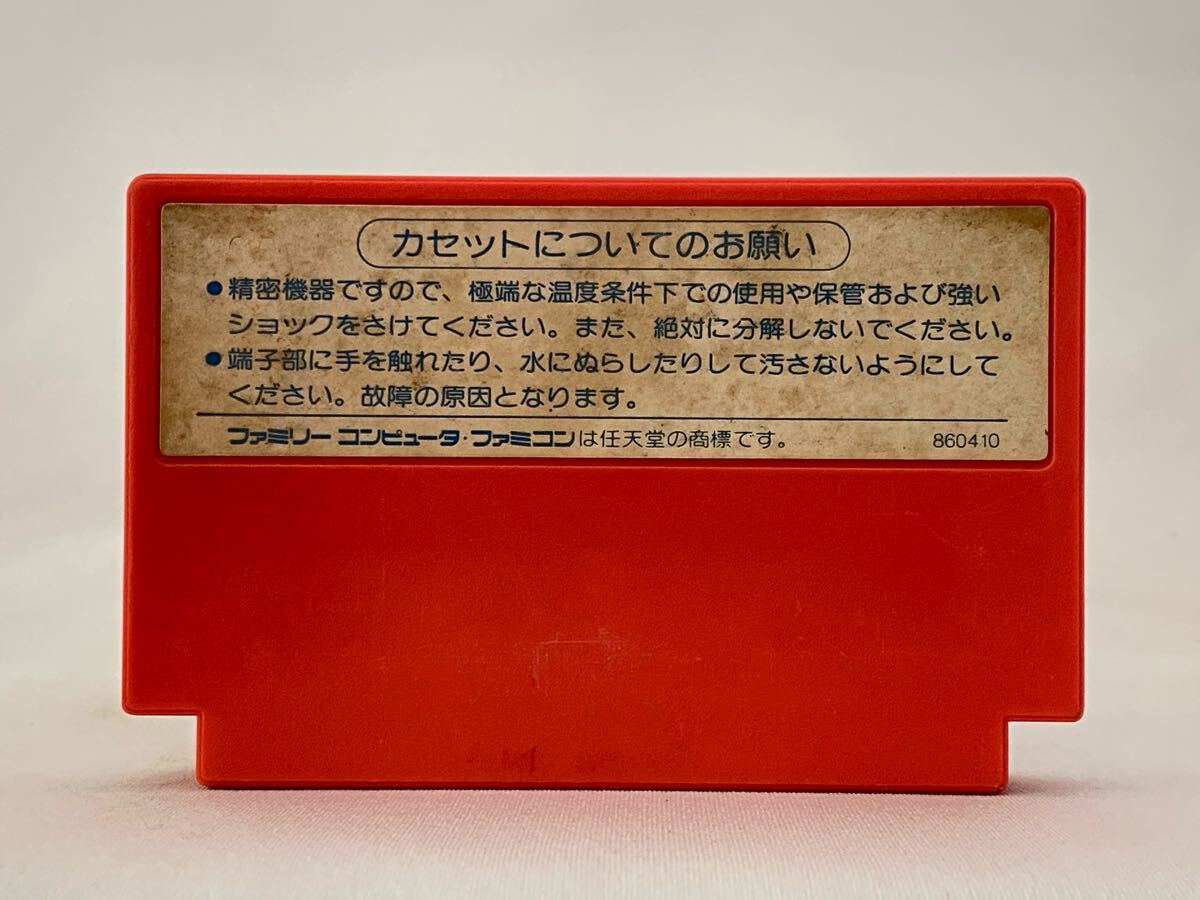 カセットについてのお願い
●精密機器ですので、極端な温度条件下での使用や保管および強い
ショックをさけてください。また、絶対に分解しないでください。
●端子部に手を触れたり、水にぬらしたりして汚さないようにして
ください。故障の原因となります。
ファミリー コンピュータ・ファミコンは任天堂の商標です。 860410